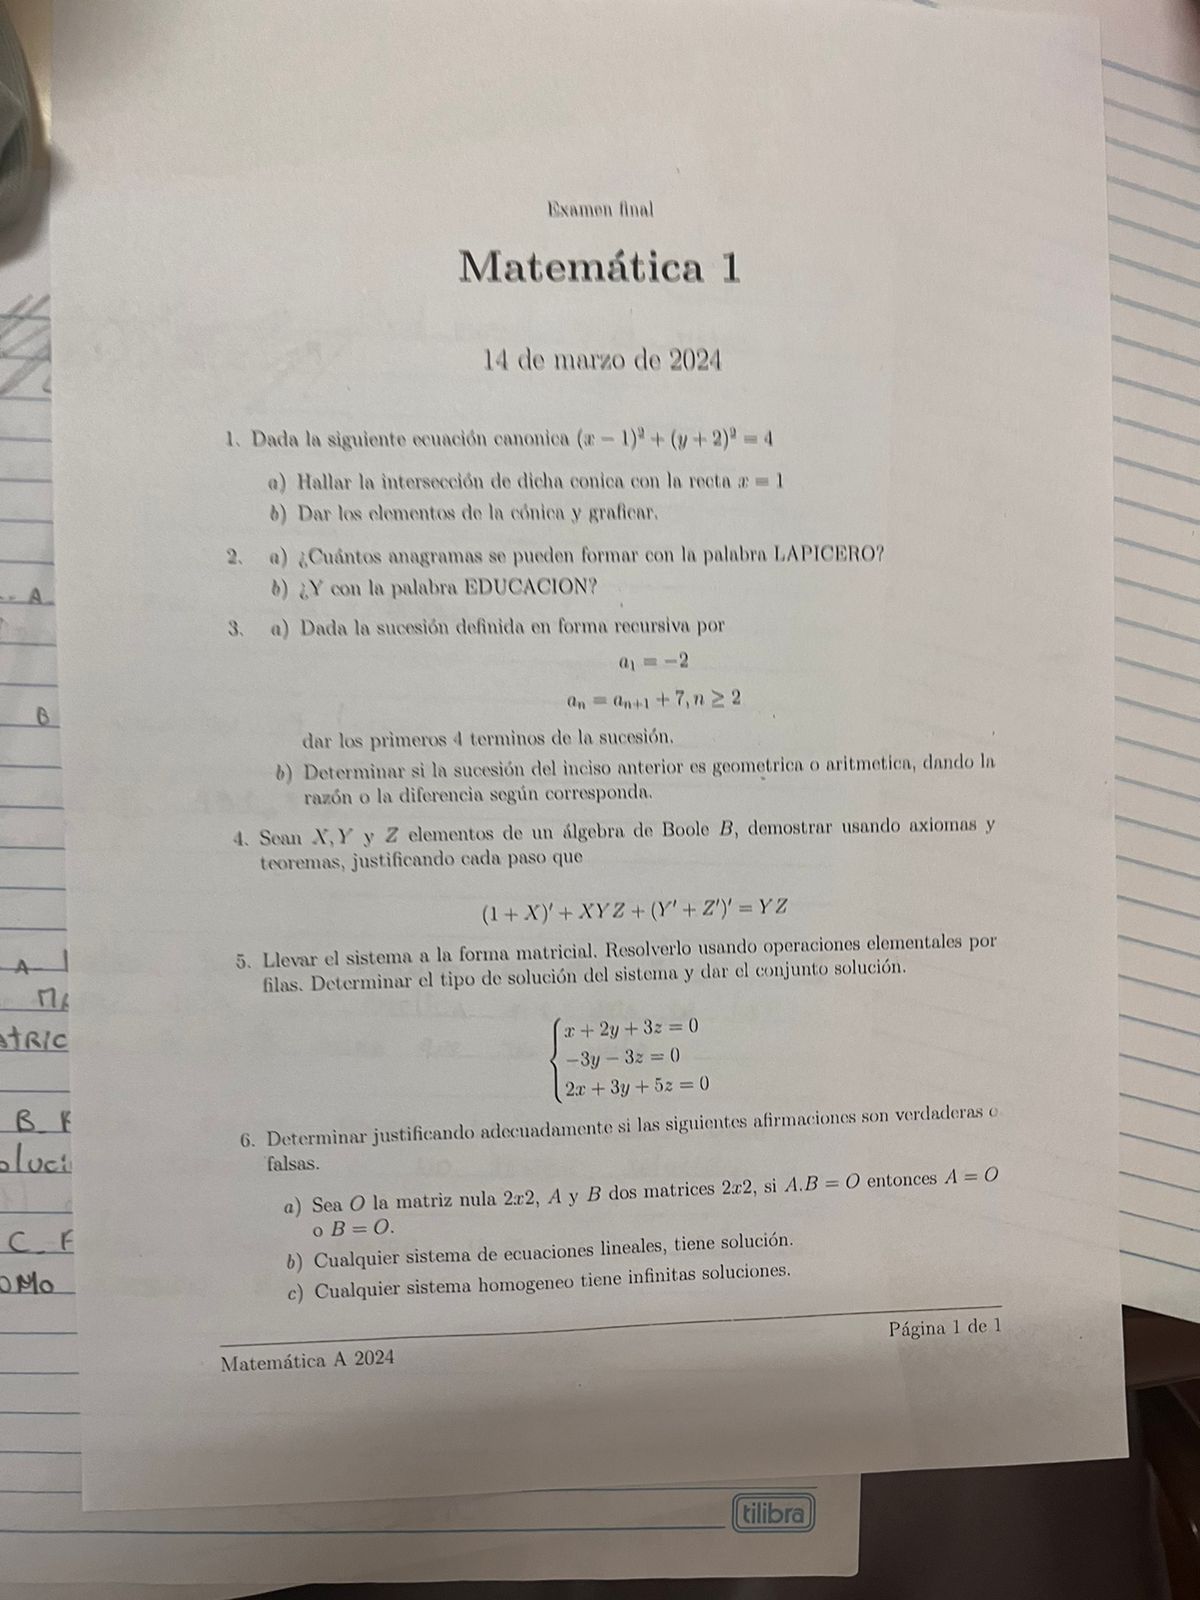 Examen final
Matemática 1
14 de marzo de 2024
1. Dada la siguiente ecuación canonica (x − 1)² + (y + 2)² = 4
a) Hallar la intersección de dicha conica con la recta x = 1
b) Dar los elementos de la cónica y graficar.
2. a) ¿Cuántos anagramas se pueden formar con la palabra LAPICERO?
b) ¿Y con la palabra EDUCACION?
3. a) Dada la sucesión definida en forma recursiva por
a₁ = −2
aₙ = aₙ₊₁ + 7, n ≥ 2
dar los primeros 4 terminos de la sucesión.
b) Determinar si la sucesión del inciso anterior es geometrica o aritmetica, dando la
razón o la diferencia según corresponda.
4. Sean X, Y y Z elementos de un álgebra de Boole B, demostrar usando axiomas y
teoremas, justificando cada paso que
(1 + X)′ + XYZ + (Y′ + Z′)′ = YZ
5. Llevar el sistema a la forma matricial. Resolverlo usando operaciones elementales por
filas. Determinar el tipo de solución del sistema y dar el conjunto solución.
x + 2y + 3z = 0
−3y − 3z = 0
2x + 3y + 5z = 0
6. Determinar justificando adecuadamente si las siguientes afirmaciones son verdaderas o
falsas.
a) Sea O la matriz nula 2x2, A y B dos matrices 2x2, si A.B = O entonces A = O
o B = O.
b) Cualquier sistema de ecuaciones lineales, tiene solución.
c) Cualquier sistema homogeneo tiene infinitas soluciones.
Matemática A 2024
Página 1 de 1
A
B
A
B
C
tilibra